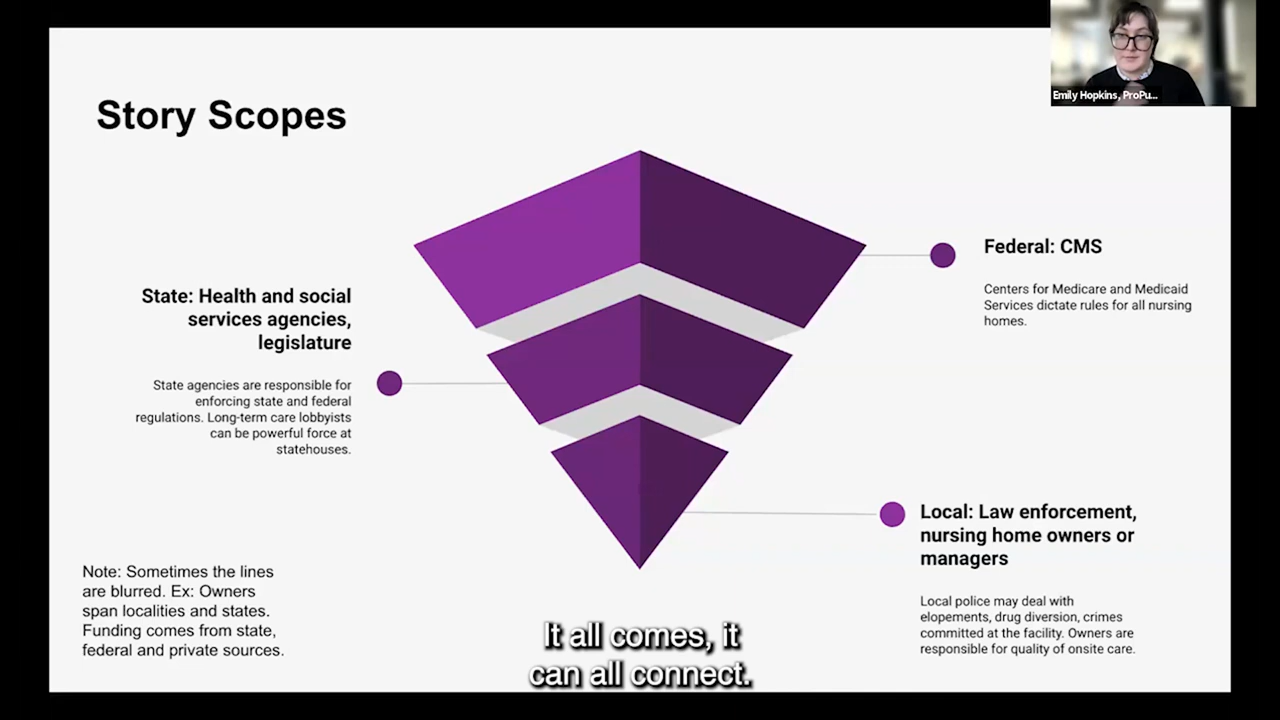 Emily Hopkins, ProPu...
Story Scopes
Federal: CMS
Centers for Medicare and Medicaid
Services dictate rules for all nursing
homes.
State: Health and social
services agencies,
legislature
State agencies are responsible for
enforcing state and federal
regulations. Long-term care lobbyists
can be powerful force at
statehouses.
Local: Law enforcement,
nursing home owners or
managers
Local police may deal with
elopements, drug diversion, crimes
committed at the facility. Owners are
responsible for quality of onsite care.
Note: Sometimes the lines
are blurred. Ex: Owners
span localities and states.
Funding comes from state,
federal and private sources.
It all comes, it
can all connect.